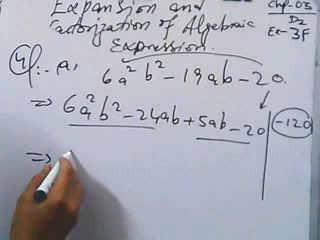 Expansion and
Factorization of Algebraic
Expression.
Chp-03
D2
Ex-3F
6a²b² - 19ab - 20.
⇒ 6a²b² - 24ab + 5ab - 20
-120
⇒